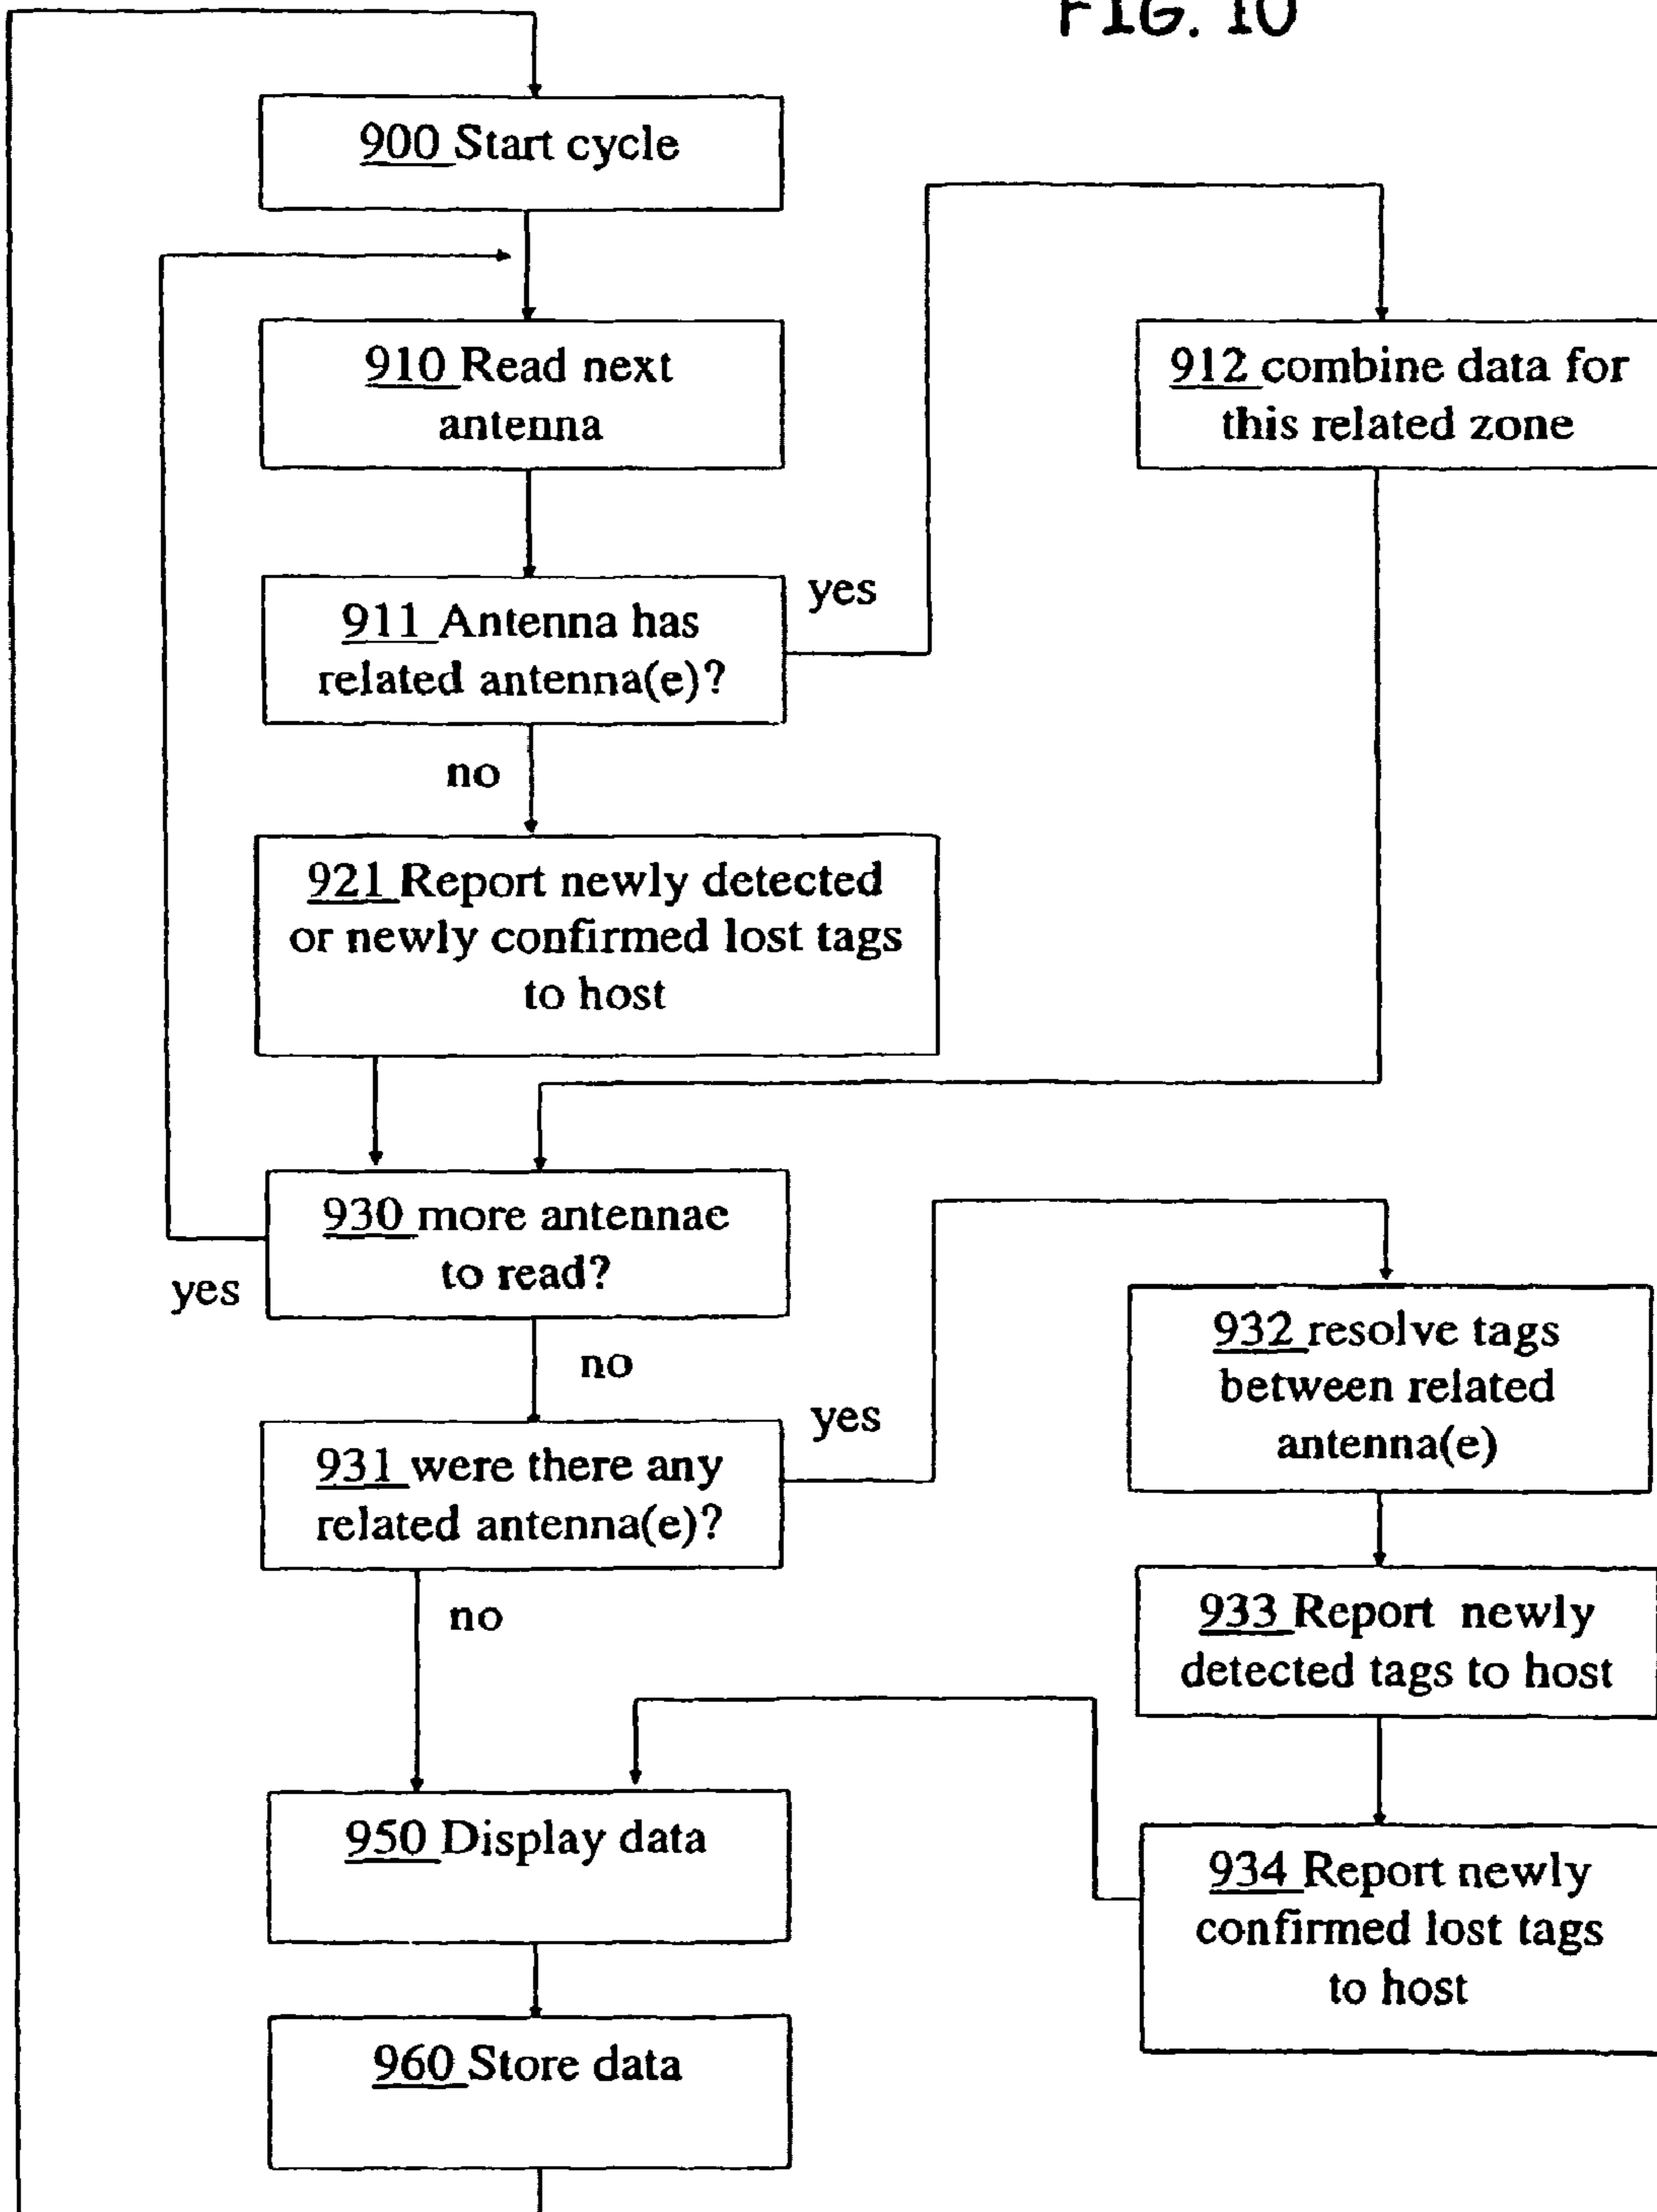 FIG. 10
900 Start cycle
910 Read next
antenna
912 combine data for
this related zone
911 Antenna has
related antenna(e)?
yes
no
921 Report newly detected
or newly confirmed lost tags
to host
930 more antennae
to read?
yes
no
931 were there any
related antenna(e)?
yes
no
932 resolve tags
between related
antenna(e)
933 Report newly
detected tags to host
934 Report newly
confirmed lost tags
to host
950 Display data
960 Store data